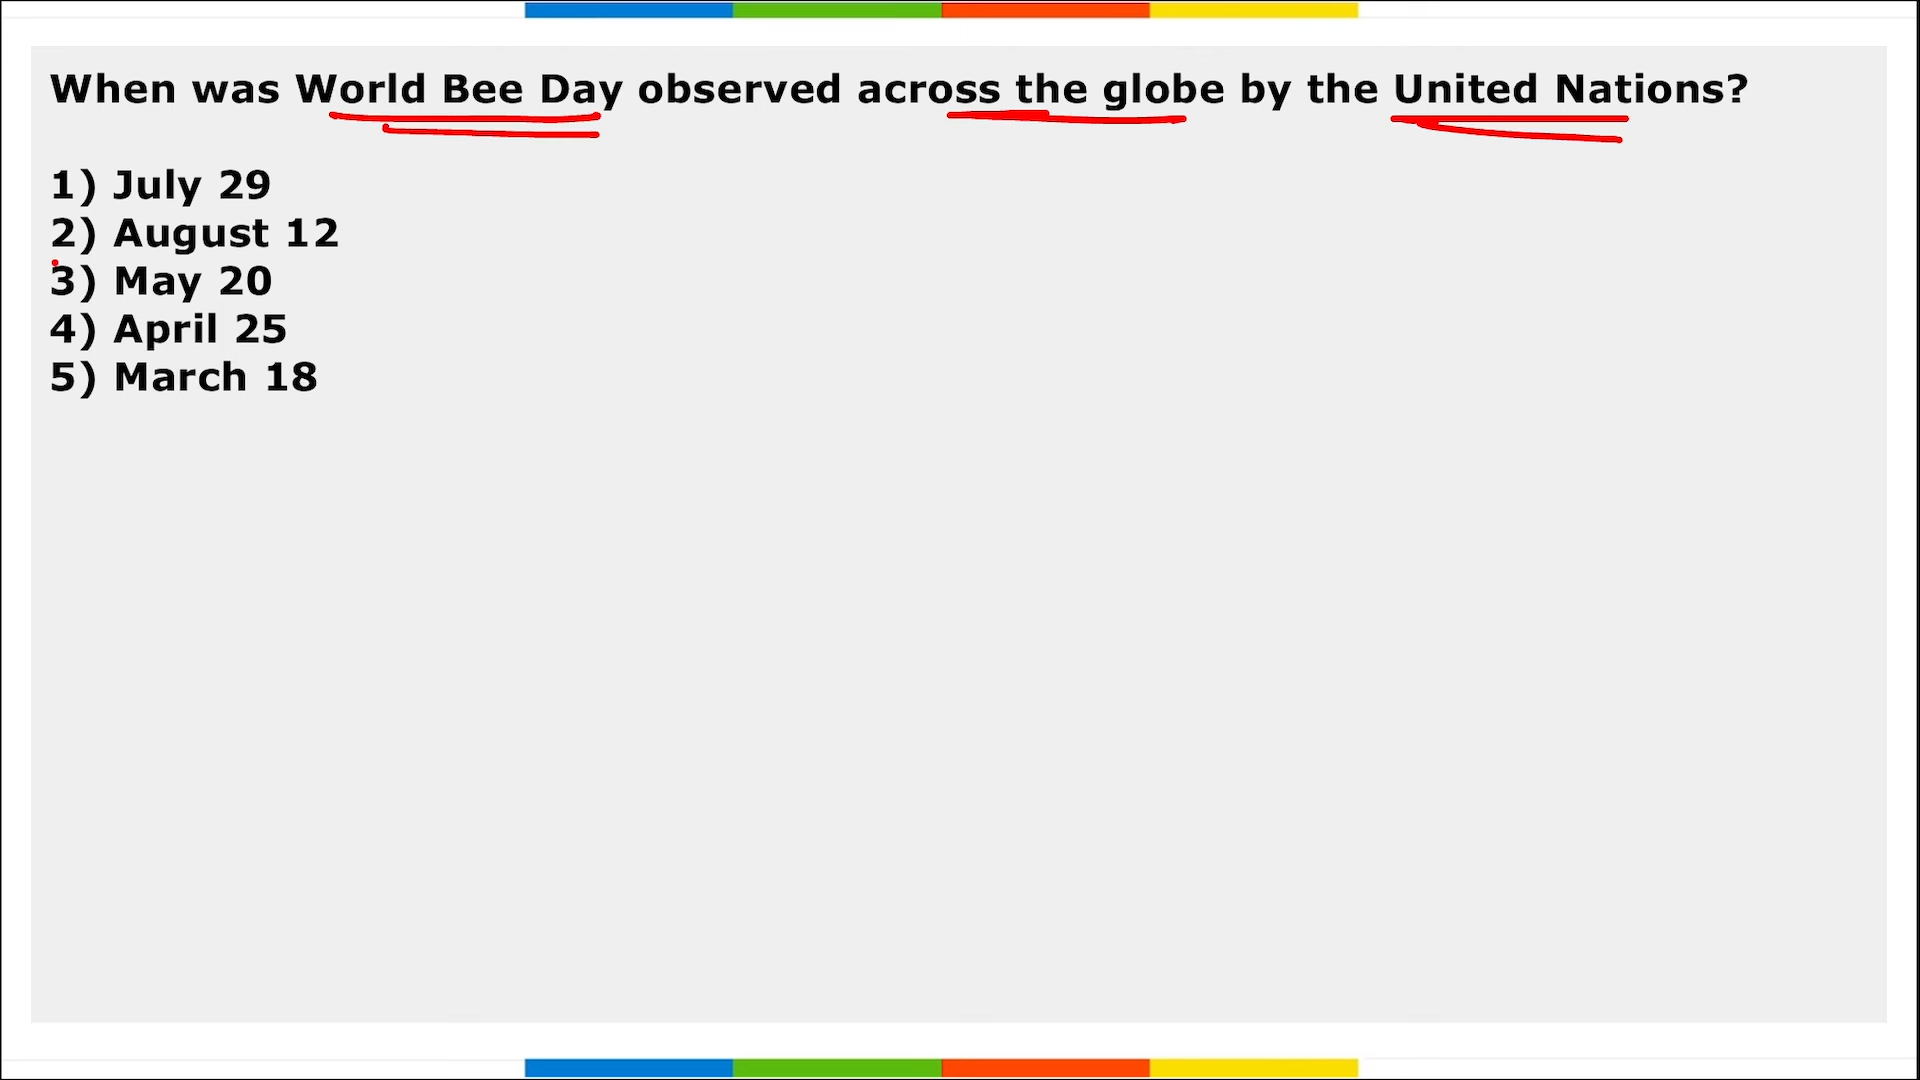 When was World Bee Day observed across the globe by the United Nations?
1) July 29
2) August 12
3) May 20
4) April 25
5) March 18